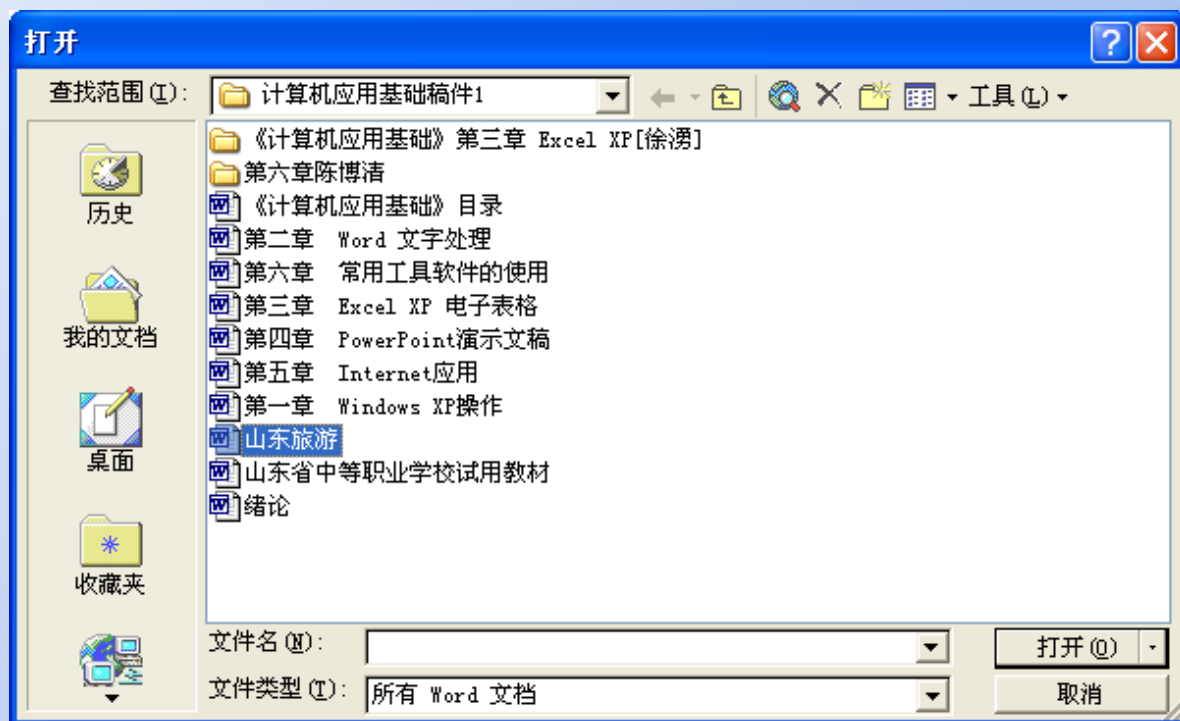 打开
查找范围(I):
计算机应用基础稿件1
工具(L)
《计算机应用基础》第三章 Excel XP[徐湧]
第六章陈博清
《计算机应用基础》目录
第二章 Word 文字处理
第六章 常用工具软件的使用
第三章 Excel XP 电子表格
第四章 PowerPoint演示文稿
第五章 Internet应用
第一章 Windows XP操作
山东旅游
山东省中等职业学校试用教材
绪论
历史
我的文档
桌面
收藏夹
文件名(N):
打开(O)
文件类型(T):
所有 Word 文档
取消